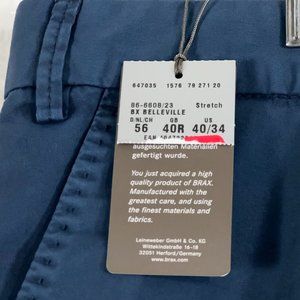 647035 1576 79 271 20
86-6608/23 Stretch
BX BELLEVILLE
D/NL/CH GB US
56 40R 40/34
EAN
ausgesuchten Materialien
gefertigt wurde.
You just acquired a high
quality product of BRAX.
Manufactured with the
greatest care, and using
the finest materials and
fabrics.
Leineweber GmbH & Co. KG
Wittekindstraße 16-18
32051 Herford/Germany
www.brax.com